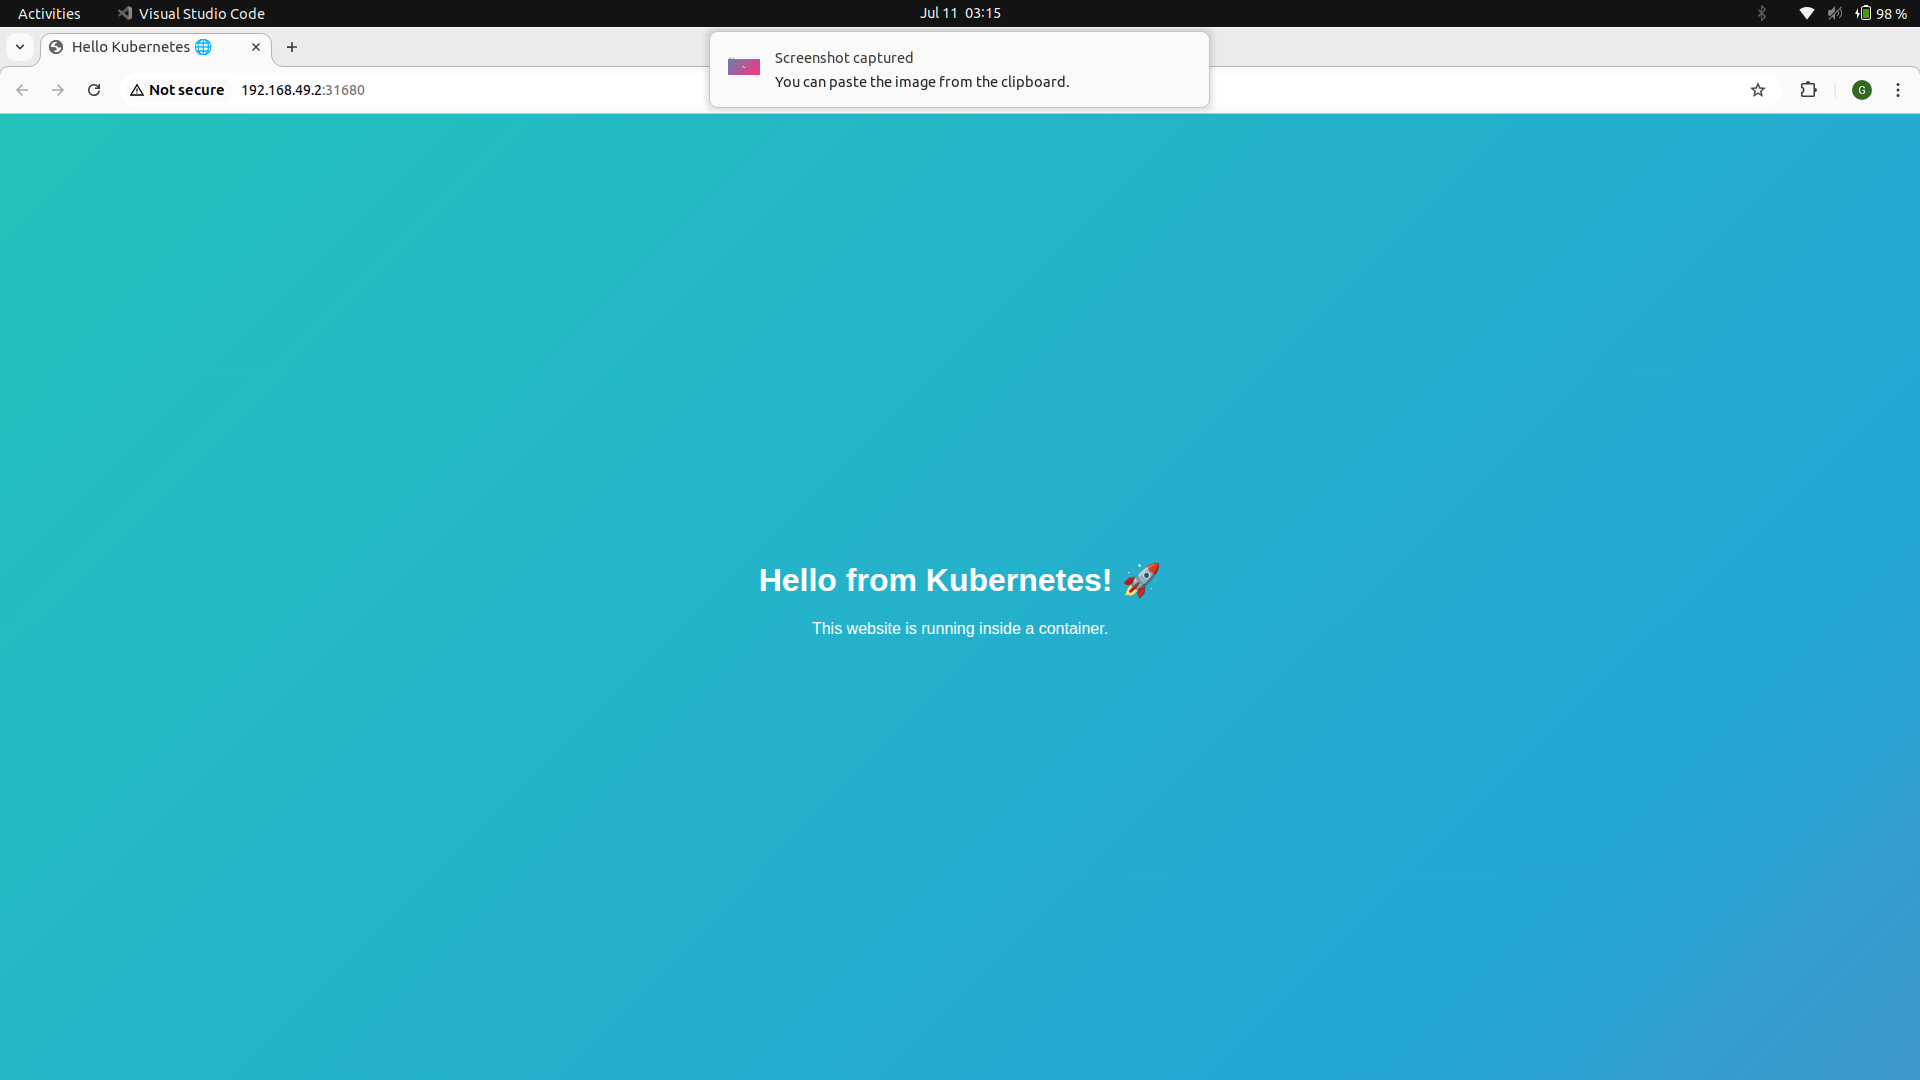 Activities Visual Studio Code Jul 11 03:15 98 %
Hello Kubernetes 🌐
Screenshot captured
You can paste the image from the clipboard.
Not secure 192.168.49.2:31680 G
Hello from Kubernetes! 🚀
This website is running inside a container.